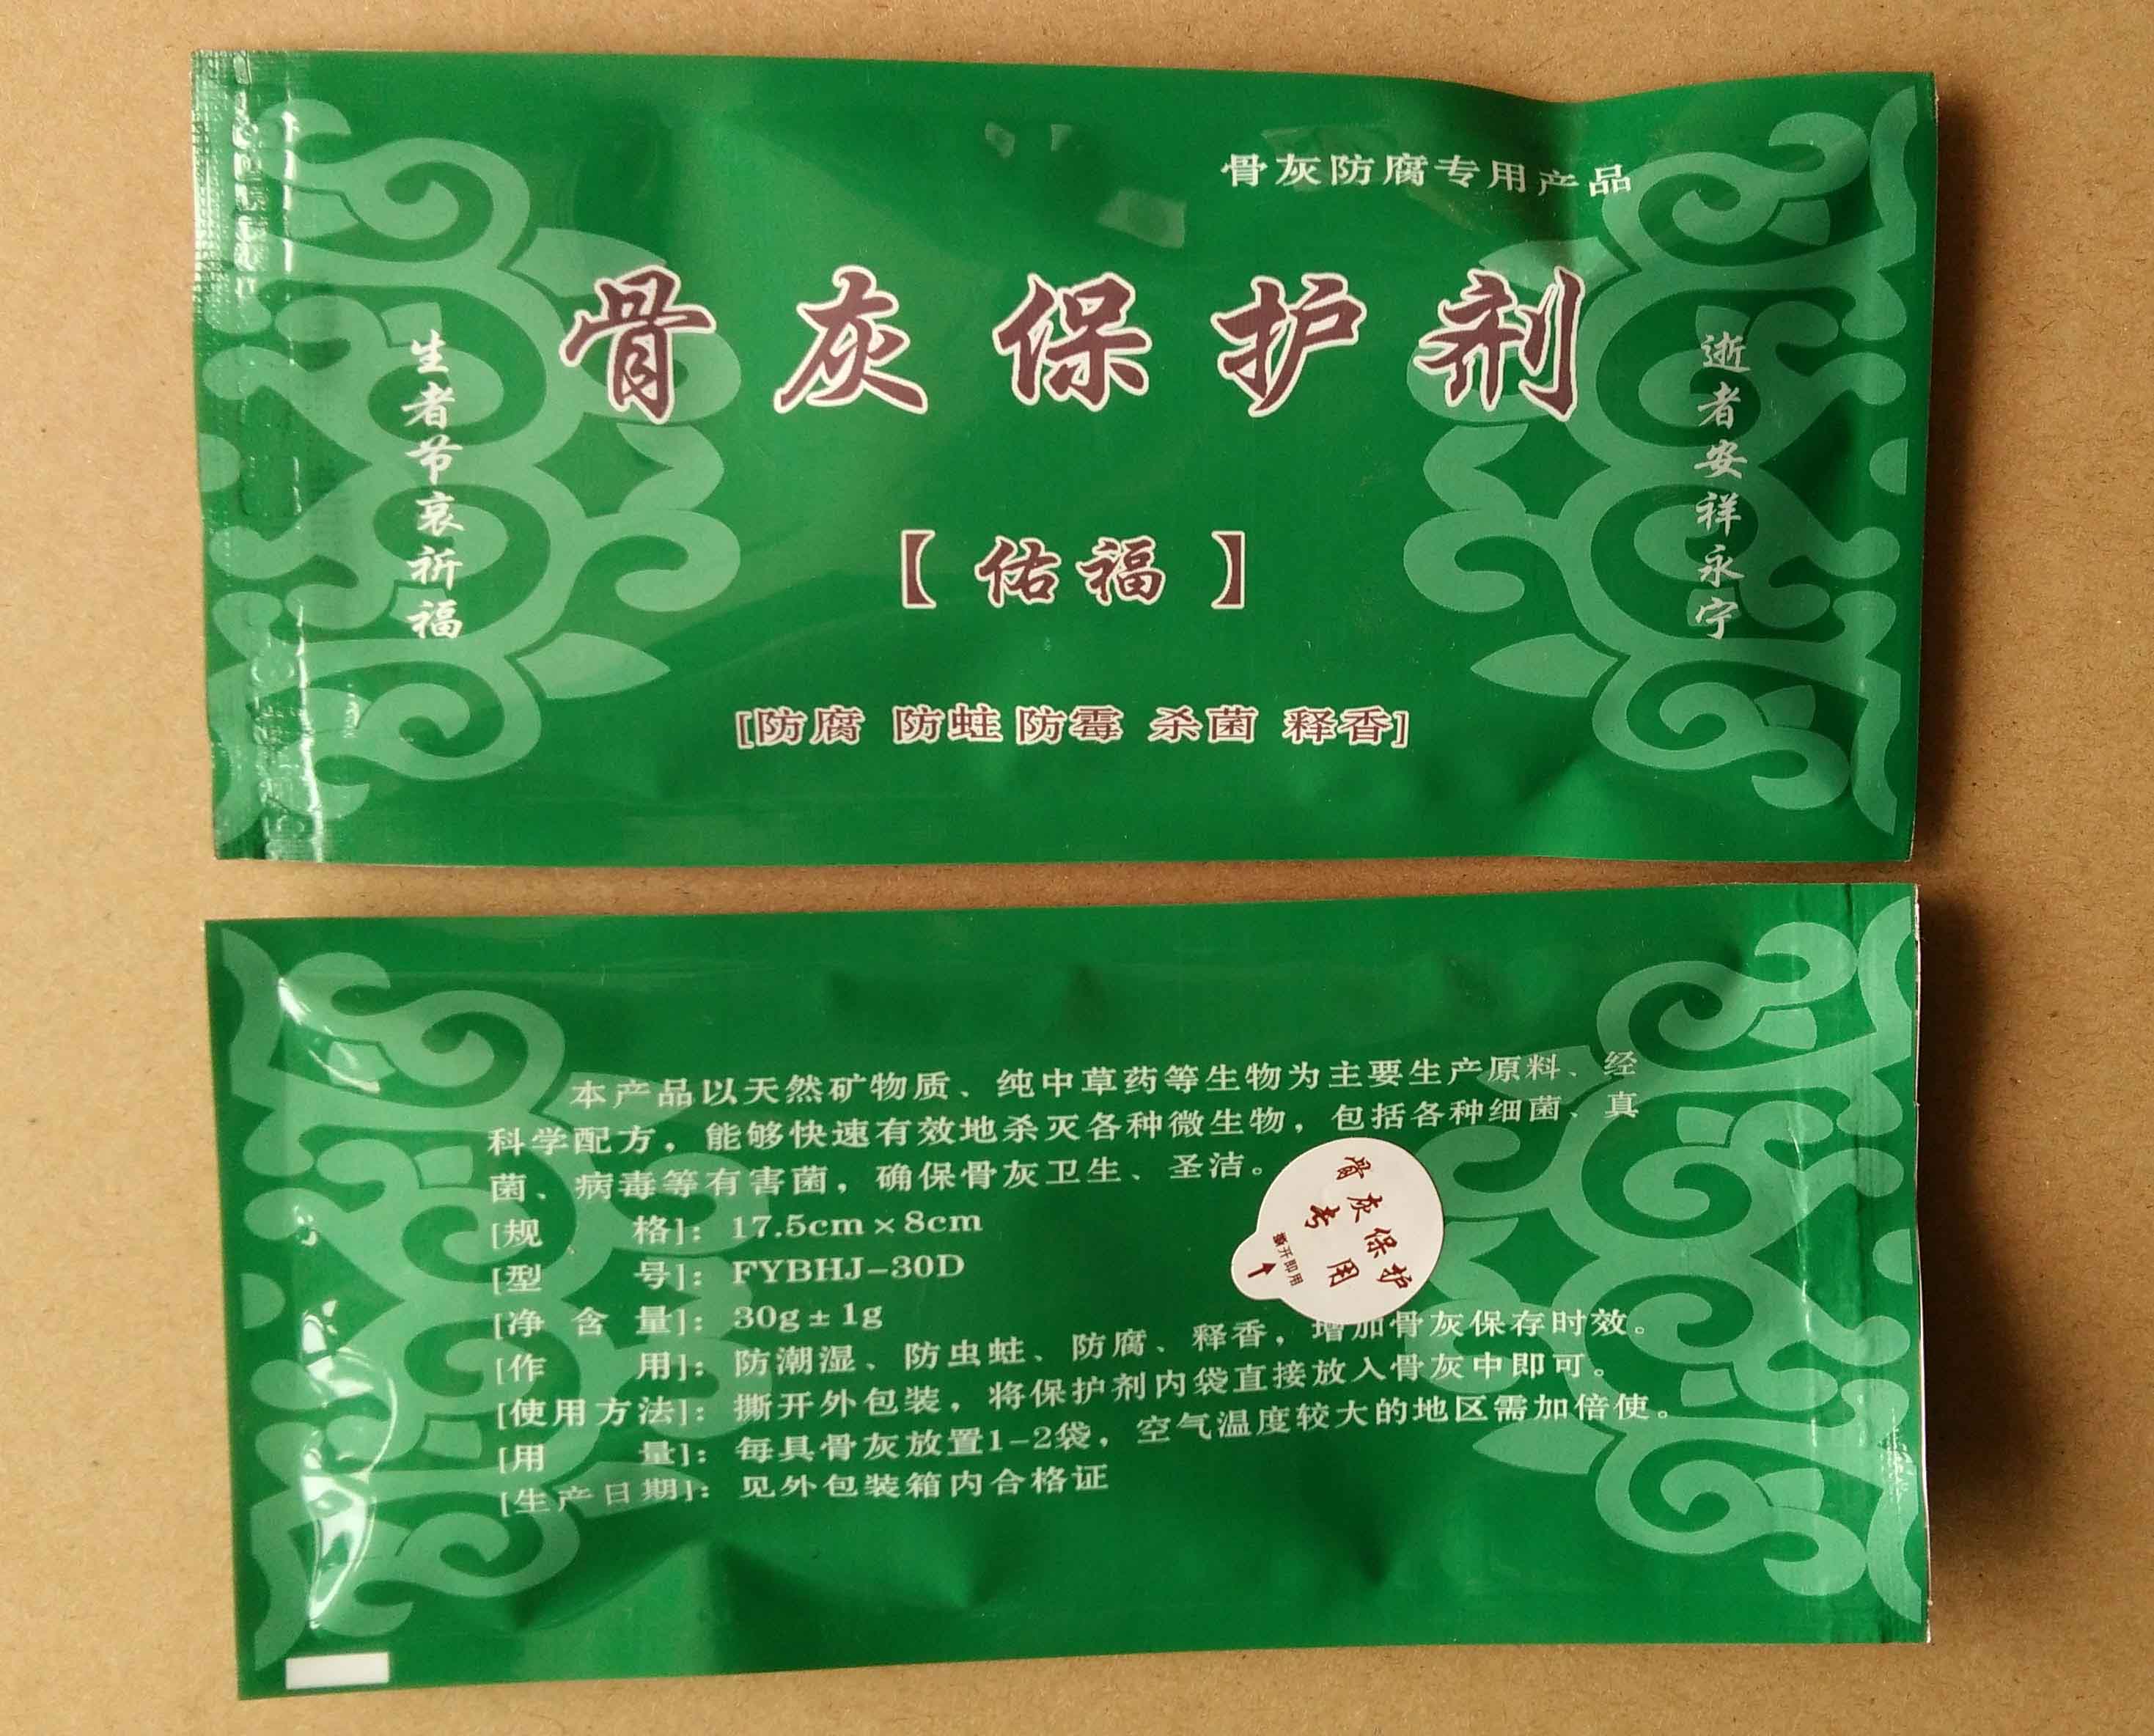 骨灰防腐专用产品
骨灰保护剂
生者节哀祈福
逝者安祥永宁
【佑福】
[防腐 防蛀 防霉 杀菌 释香]
本产品以天然矿物质、纯中草药等生物为主要生产原料、经
科学配方，能够快速有效地杀灭各种微生物，包括各种细菌、真
菌、病毒等有害菌，确保骨灰卫生、圣洁。
[规格]：17.5cm×8cm
[型号]：FYBHJ-30D
[净含量]：30g±1g
[作用]：防潮湿、防虫蛀、防腐、释香，增加骨灰保存时效。
[使用方法]：撕开外包装，将保护剂内袋直接放入骨灰中即可。
[用量]：每具骨灰放置1-2袋，空气温度较大的地区需加倍使。
[生产日期]：见外包装箱内合格证
骨灰保护
专用
撕开即用